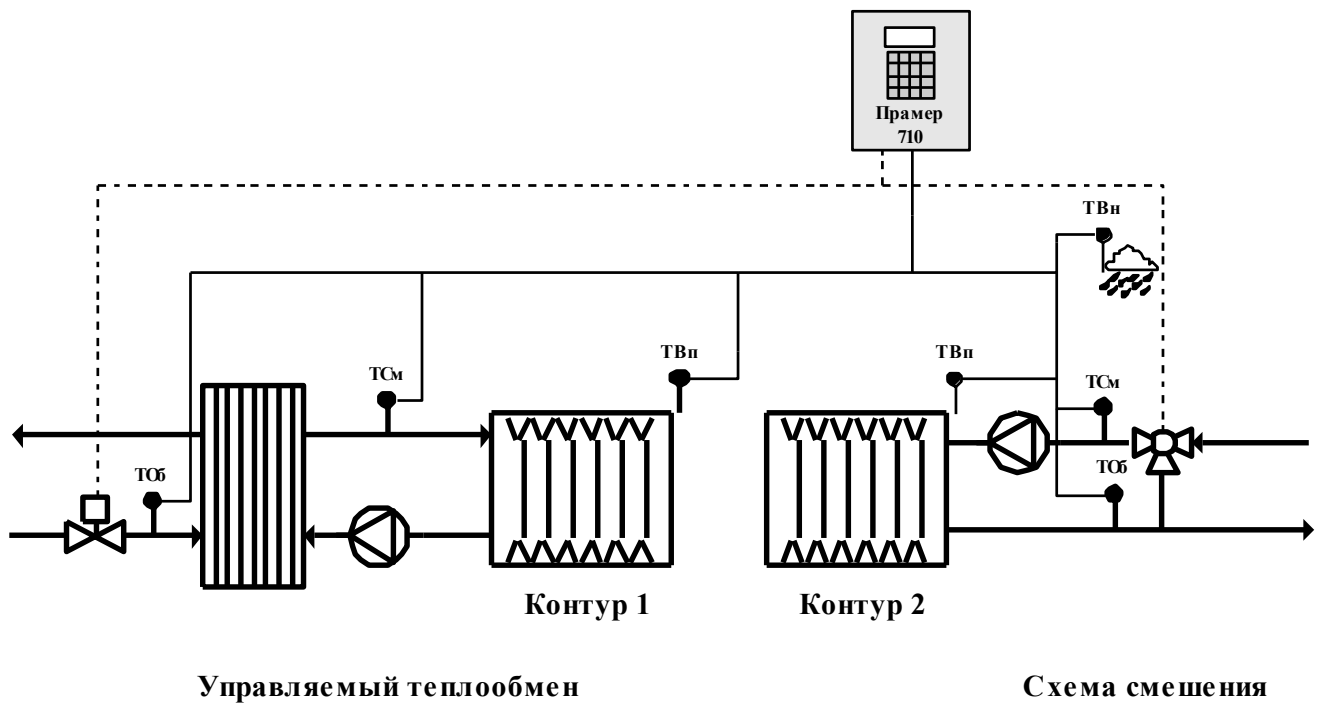 Прамер
710
ТВн
ТВп
ТВп
ТСм
ТСм
ТОб
ТОб
Контур 1
Контур 2
Управляемый теплообмен
Схема смешения